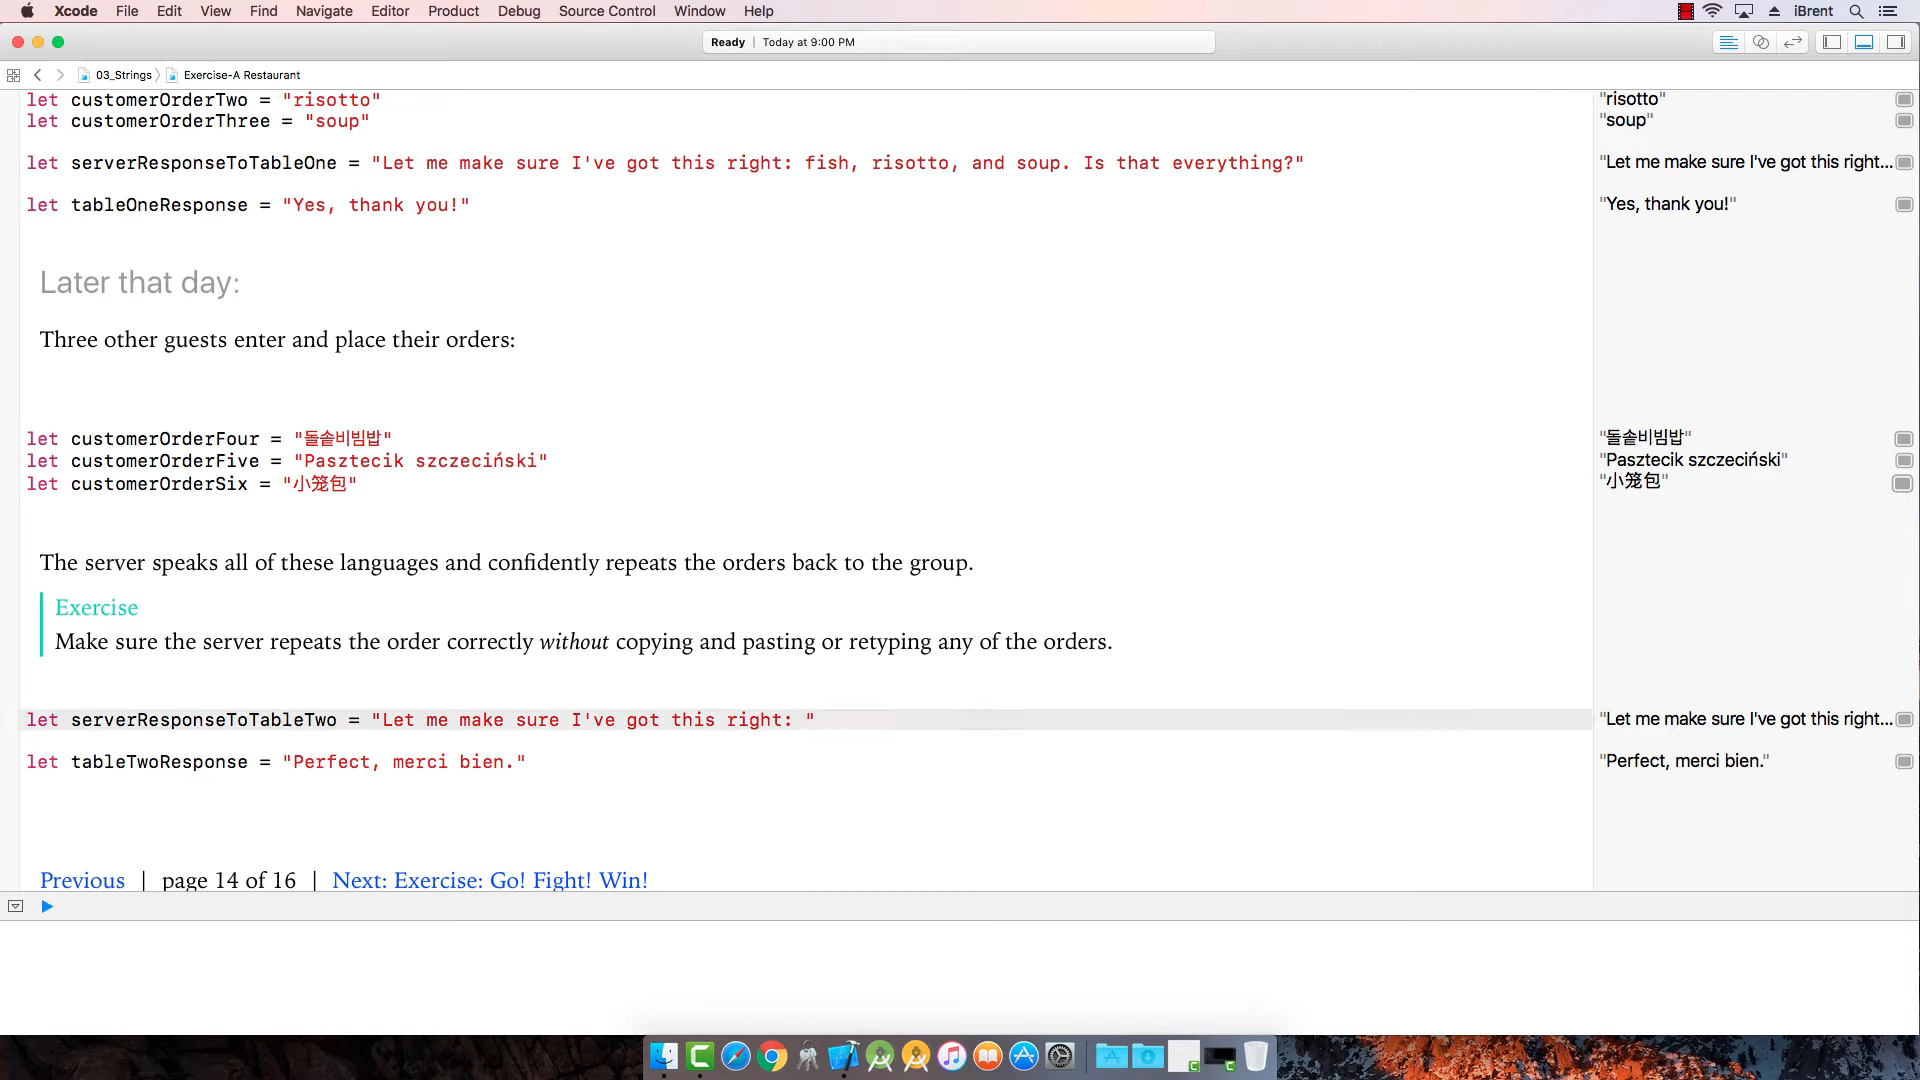 Xcode File Edit View Find Navigate Editor Product Debug Source Control Window Help iBrent
Ready | Today at 9:00 PM
03_Strings Exercise-A Restaurant
let customerOrderTwo = "risotto" "risotto"
let customerOrderThree = "soup" "soup"
let serverResponseToTableOne = "Let me make sure I've got this right: fish, risotto, and soup. Is that everything?" "Let me make sure I've got this right...
let tableOneResponse = "Yes, thank you!" "Yes, thank you!"
Later that day:
Three other guests enter and place their orders:
let customerOrderFour = "돌솥비빔밥" "돌솥비빔밥"
let customerOrderFive = "Pasztecik szczeciński" "Pasztecik szczeciński"
let customerOrderSix = "小笼包" "小笼包"
The server speaks all of these languages and confidently repeats the orders back to the group.
Exercise
Make sure the server repeats the order correctly without copying and pasting or retyping any of the orders.
let serverResponseToTableTwo = "Let me make sure I've got this right: " "Let me make sure I've got this right...
let tableTwoResponse = "Perfect, merci bien." "Perfect, merci bien."
Previous | page 14 of 16 | Next: Exercise: Go! Fight! Win!